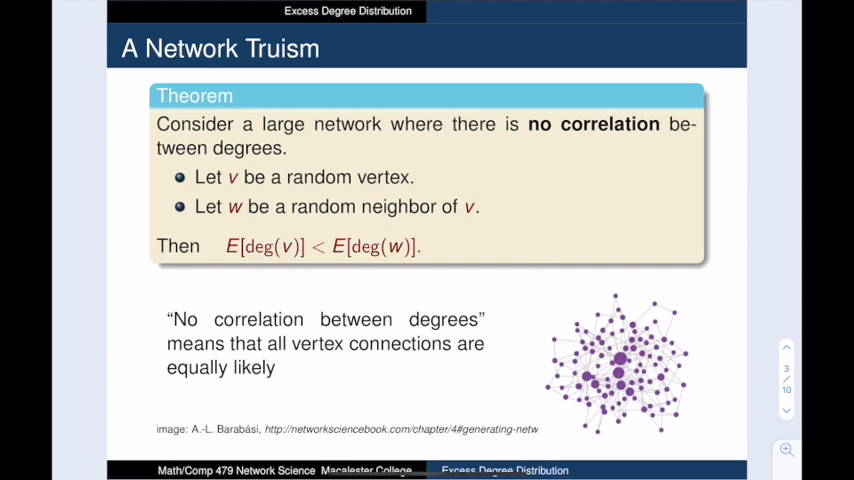 Excess Degree Distribution
A Network Truism
Theorem
Consider a large network where there is no correlation be-
tween degrees.
Let v be a random vertex.
Let w be a random neighbor of v.
Then E[deg(v)] < E[deg(w)].
“No correlation between degrees”
means that all vertex connections are
equally likely
image: A.-L. Barabási, http://networksciencebook.com/chapter/4#generating-netw
3
/
10
Math/Comp 479 Network Science Macalester College Excess Degree Distribution